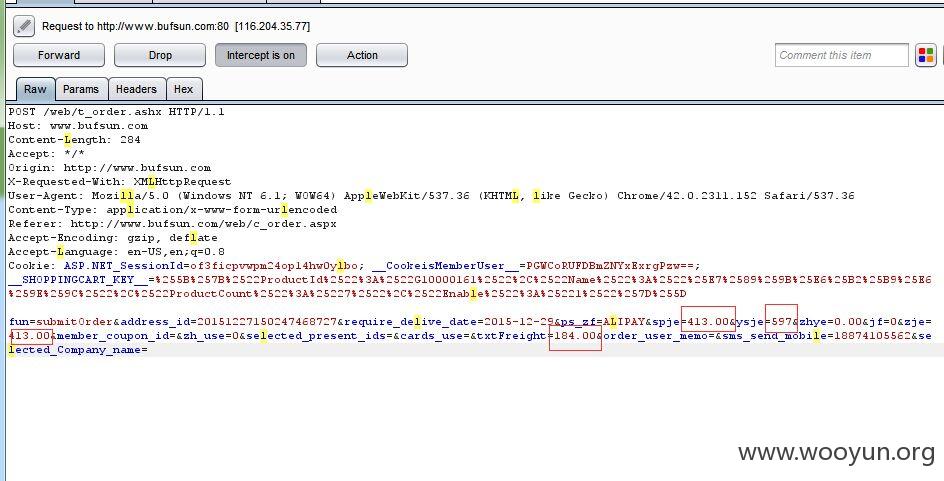 Request to http://www.bufsun.com:80 [116.204.35.77]
Forward
Drop
Intercept is on
Action
Comment this item
Raw
Params
Headers
Hex
POST /web/t_order.ashx HTTP/1.1
Host: www.bufsun.com
Content-Length: 284
Accept: */*
Origin: http://www.bufsun.com
X-Requested-With: XMLHttpRequest
User-Agent: Mozilla/5.0 (Windows NT 6.1; WOW64) AppleWebKit/537.36 (KHTML, like Gecko) Chrome/42.0.2311.152 Safari/537.36
Content-Type: application/x-www-form-urlencoded
Referer: http://www.bufsun.com/web/c_order.aspx
Accept-Encoding: gzip, deflate
Accept-Language: en-US,en;q=0.8
Cookie: ASP.NET_SessionId=of3ficpvwpm24opl4hw0ylbo; __CookeisMemberUser__=PGWCoRUFDBmZNYxExrgPzw==;
__SHOPPINGCART_KEY__=%255B%257B%2522ProductId%2522%253A%2522G1000016l%2522%252C%2522Name%2522%253A%2522%25E7%2589%259B%25E6%25B2%25B9%25E6
%259E%259C%2522%252C%2522ProductCount%2522%253A%25227%2522%252C%2522Enable%2522%253A%25221%2522%257D%255D
fun=submitOrder&address_id=20151227150247468727&require_delive_date=2015-12-29&ps_zf=ALIPAY&spje=413.00&ysje=597&zhye=0.00&jf=0&zje=
413.00&member_coupon_id=&zh_use=0&selected_present_ids=&cards_use=&txtFreight=184.00&order_user_memo=&sms_send_mobile=18874105562&se
lected_Company_name=
www.wooyun.org